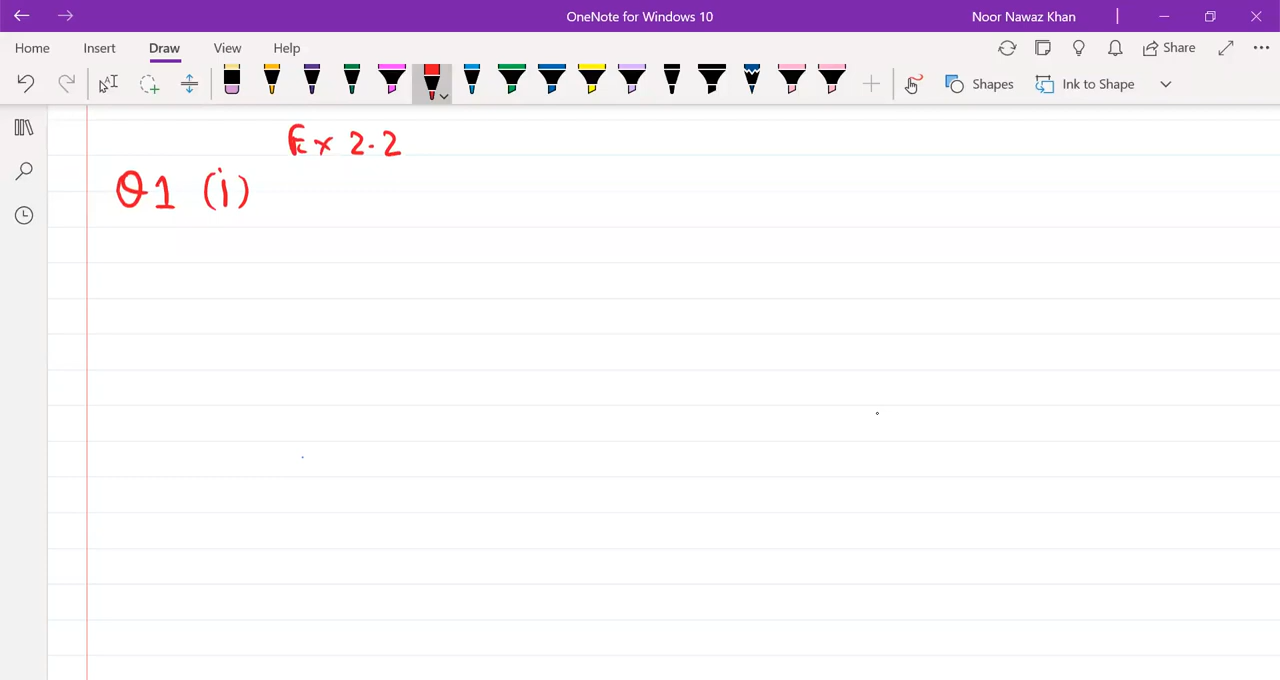 OneNote for Windows 10
Noor Nawaz Khan
Home Insert Draw View Help
Share
Shapes
Ink to Shape
Ex 2.2
Q1 (i)